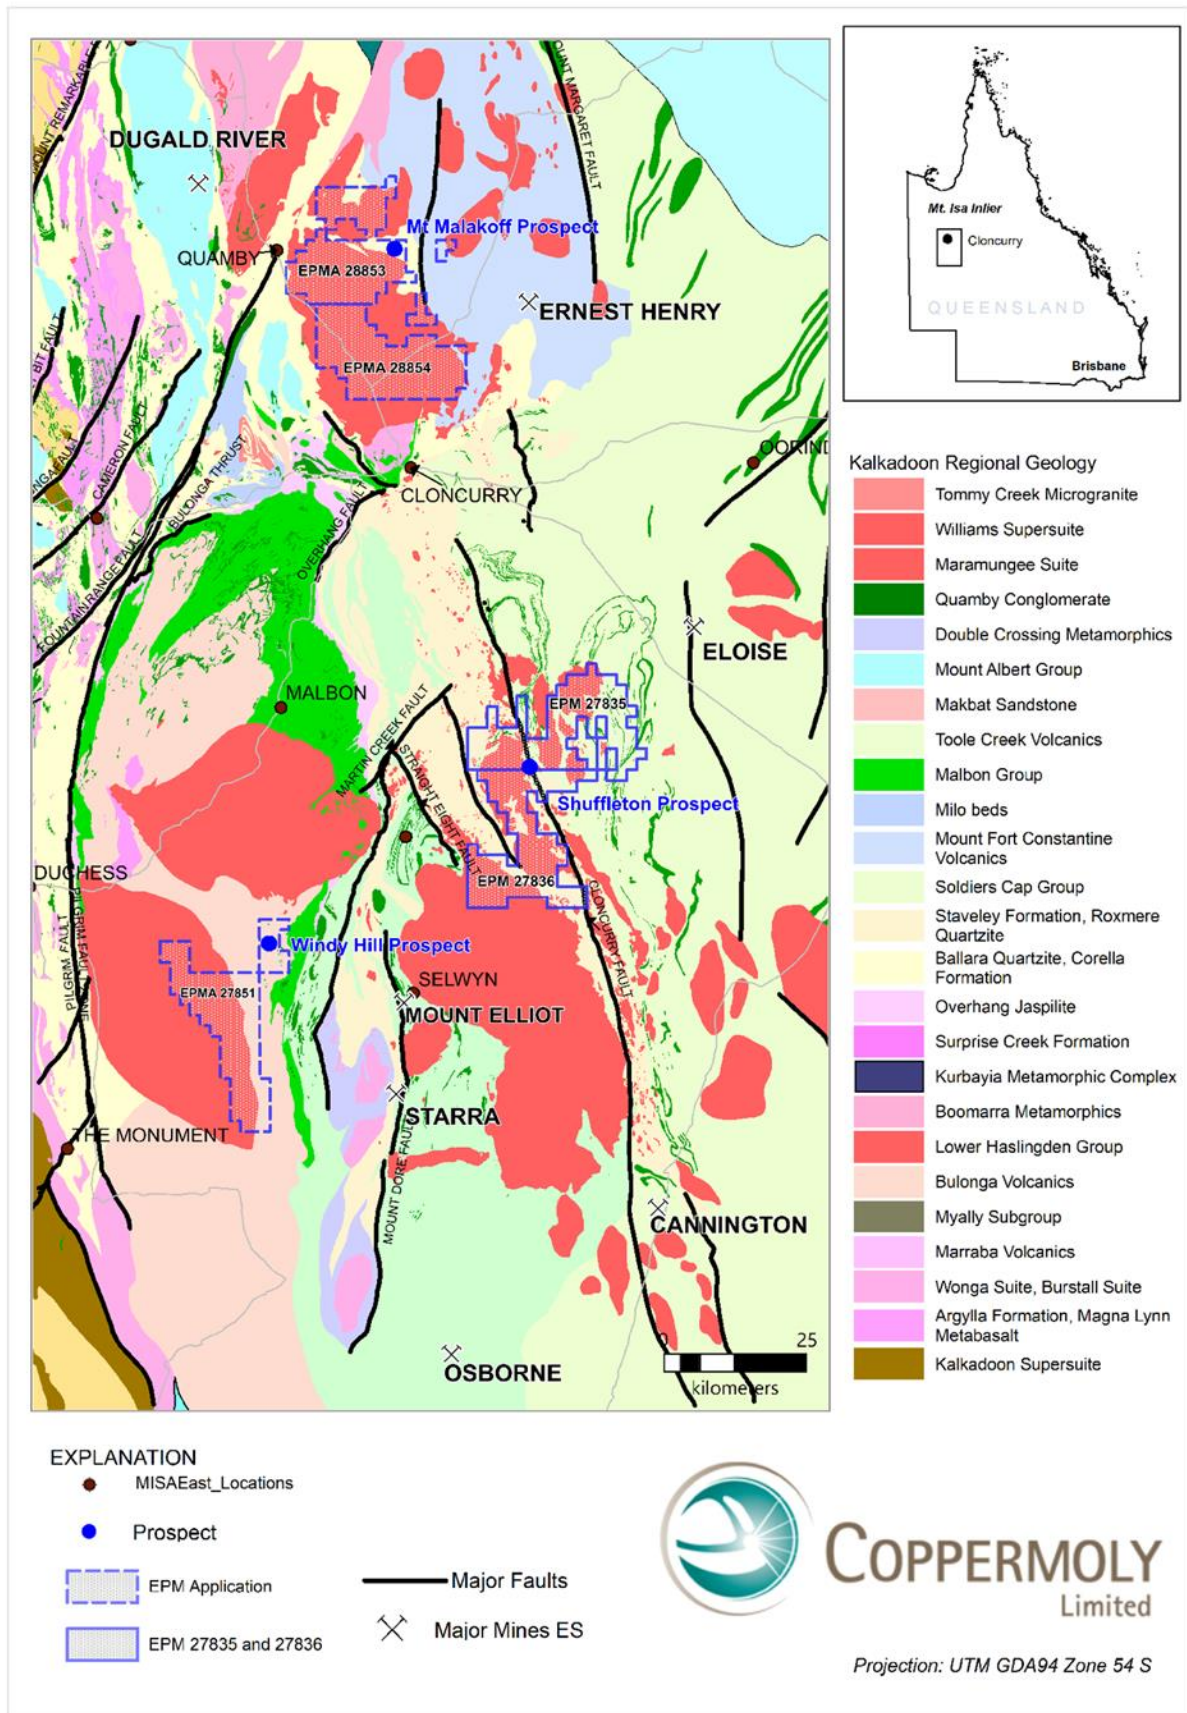 MOUNT REMARKABLE
OUNT MARGARET FAULT
DUGALD RIVER
QUAMBY
Mt Malakoff Prospect
EPMA 28853
ERNEST HENRY
EPMA 28854
BIT FAULT
CAMERON FAULT
BULONGA THRUST
OVERHANG FAULT
FOUNTAIN RANGE FAULT
CLONCURRY
OORIND
ELOISE
MALBON
EPM 27835
MARTIN CREEK FAULT
STRAIGHT EIGHT FAULT
Shuffleton Prospect
DUCHESS
EPM 27836
CLONCURRY FAULT
PILGRIM FAULT
PILGRIM FAULT ZONE
Windy Hill Prospect
EPMA 27851
SELWYN
MOUNT ELLIOT
STARRA
THE MONUMENT
MOUNT DORE FAULT
CANNINGTON
OSBORNE
0 25
kilometers
Mt. Isa Inlier
Cloncurry
QUEENSLAND
Brisbane
Kalkadoon Regional Geology
Tommy Creek Microgranite
Williams Supersuite
Maramungee Suite
Quamby Conglomerate
Double Crossing Metamorphics
Mount Albert Group
Makbat Sandstone
Toole Creek Volcanics
Malbon Group
Milo beds
Mount Fort Constantine
Volcanics
Soldiers Cap Group
Staveley Formation, Roxmere
Quartzite
Ballara Quartzite, Corella
Formation
Overhang Jaspilite
Surprise Creek Formation
Kurbayia Metamorphic Complex
Boomarra Metamorphics
Lower Haslingden Group
Bulonga Volcanics
Myally Subgroup
Marraba Volcanics
Wonga Suite, Burstall Suite
Argylla Formation, Magna Lynn
Metabasalt
Kalkadoon Supersuite
EXPLANATION
MISAEast_Locations
Prospect
EPM Application
EPM 27835 and 27836
Major Faults
Major Mines ES
COPPERMOLY
Limited
Projection: UTM GDA94 Zone 54 S